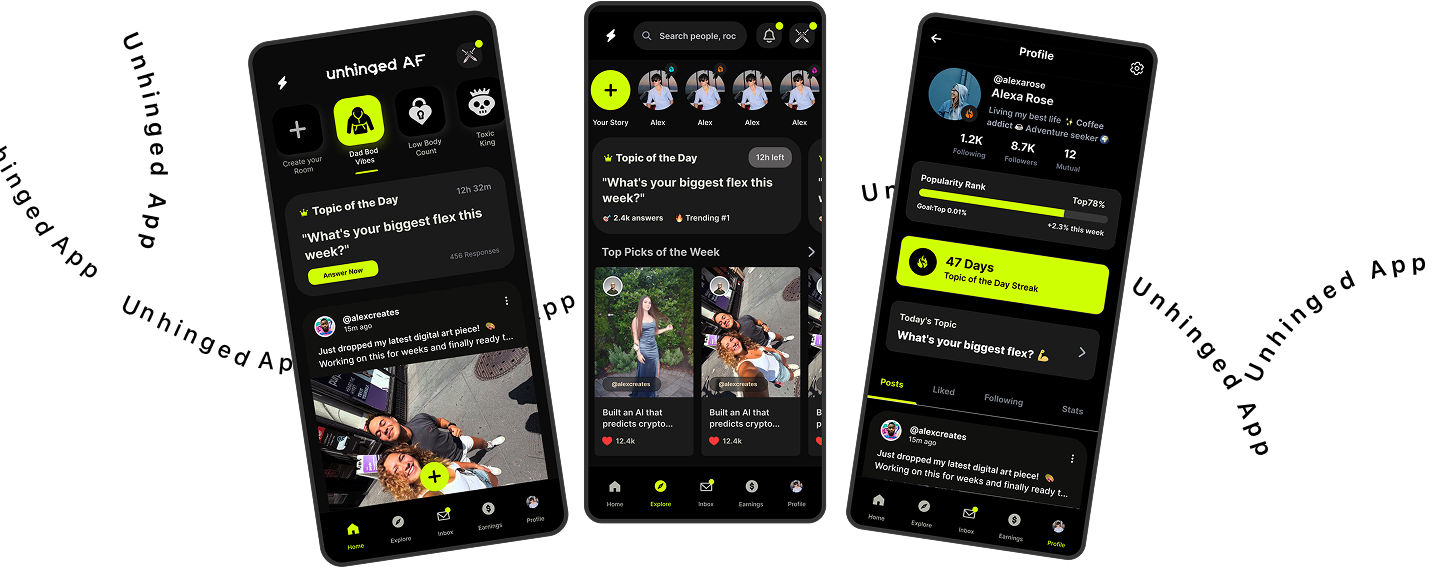 Unhinged App
Unhinged App
Unhinged App
unhinged AF
Create your
Room
Dad Bod
Vibes
Low Body
Count
Toxic
King
Topic of the Day
12h 32m
"What's your biggest flex this
week?"
Answer Now
456 Responses
@alexcreates
15m ago
Just dropped my latest digital art piece! 🎨
Working on this for weeks and finally ready t...
Home
Explore
Inbox
Earnings
Profile
App
Search people, roc
Your Story
Alex
Alex
Alex
Alex
Topic of the Day
12h left
"What's your biggest flex this
week?"
🎯 2.4k answers
🔥 Trending #1
Top Picks of the Week
@alexcreates
@alexcreates
Built an AI that
predicts crypto...
Built an AI that
predicts crypto...
12.4k
12.4k
Home
Explore
Inbox
Earnings
Profile
Un
Profile
@alexarose
Alexa Rose
Living my best life ✨ Coffee
addict ☕ Adventure seeker 🌍
1.2K
Following
8.7K
Followers
12
Mutual
Popularity Rank
Top78%
Goal:Top 0.01%
+2.3% this week
47 Days
Topic of the Day Streak
Today's Topic
What's your biggest flex? 💪
Posts
Liked
Following
Stats
@alexcreates
15m ago
Just dropped my latest digital art piece! 🎨
Working on this for weeks and finally ready t...
Home
Explore
Inbox
Earnings
Profile
Unhinged App
Unhinged App